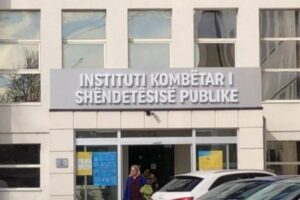 INSTITUTI KOMBËTAR I
SHËNDETËSISË PUBLIKE